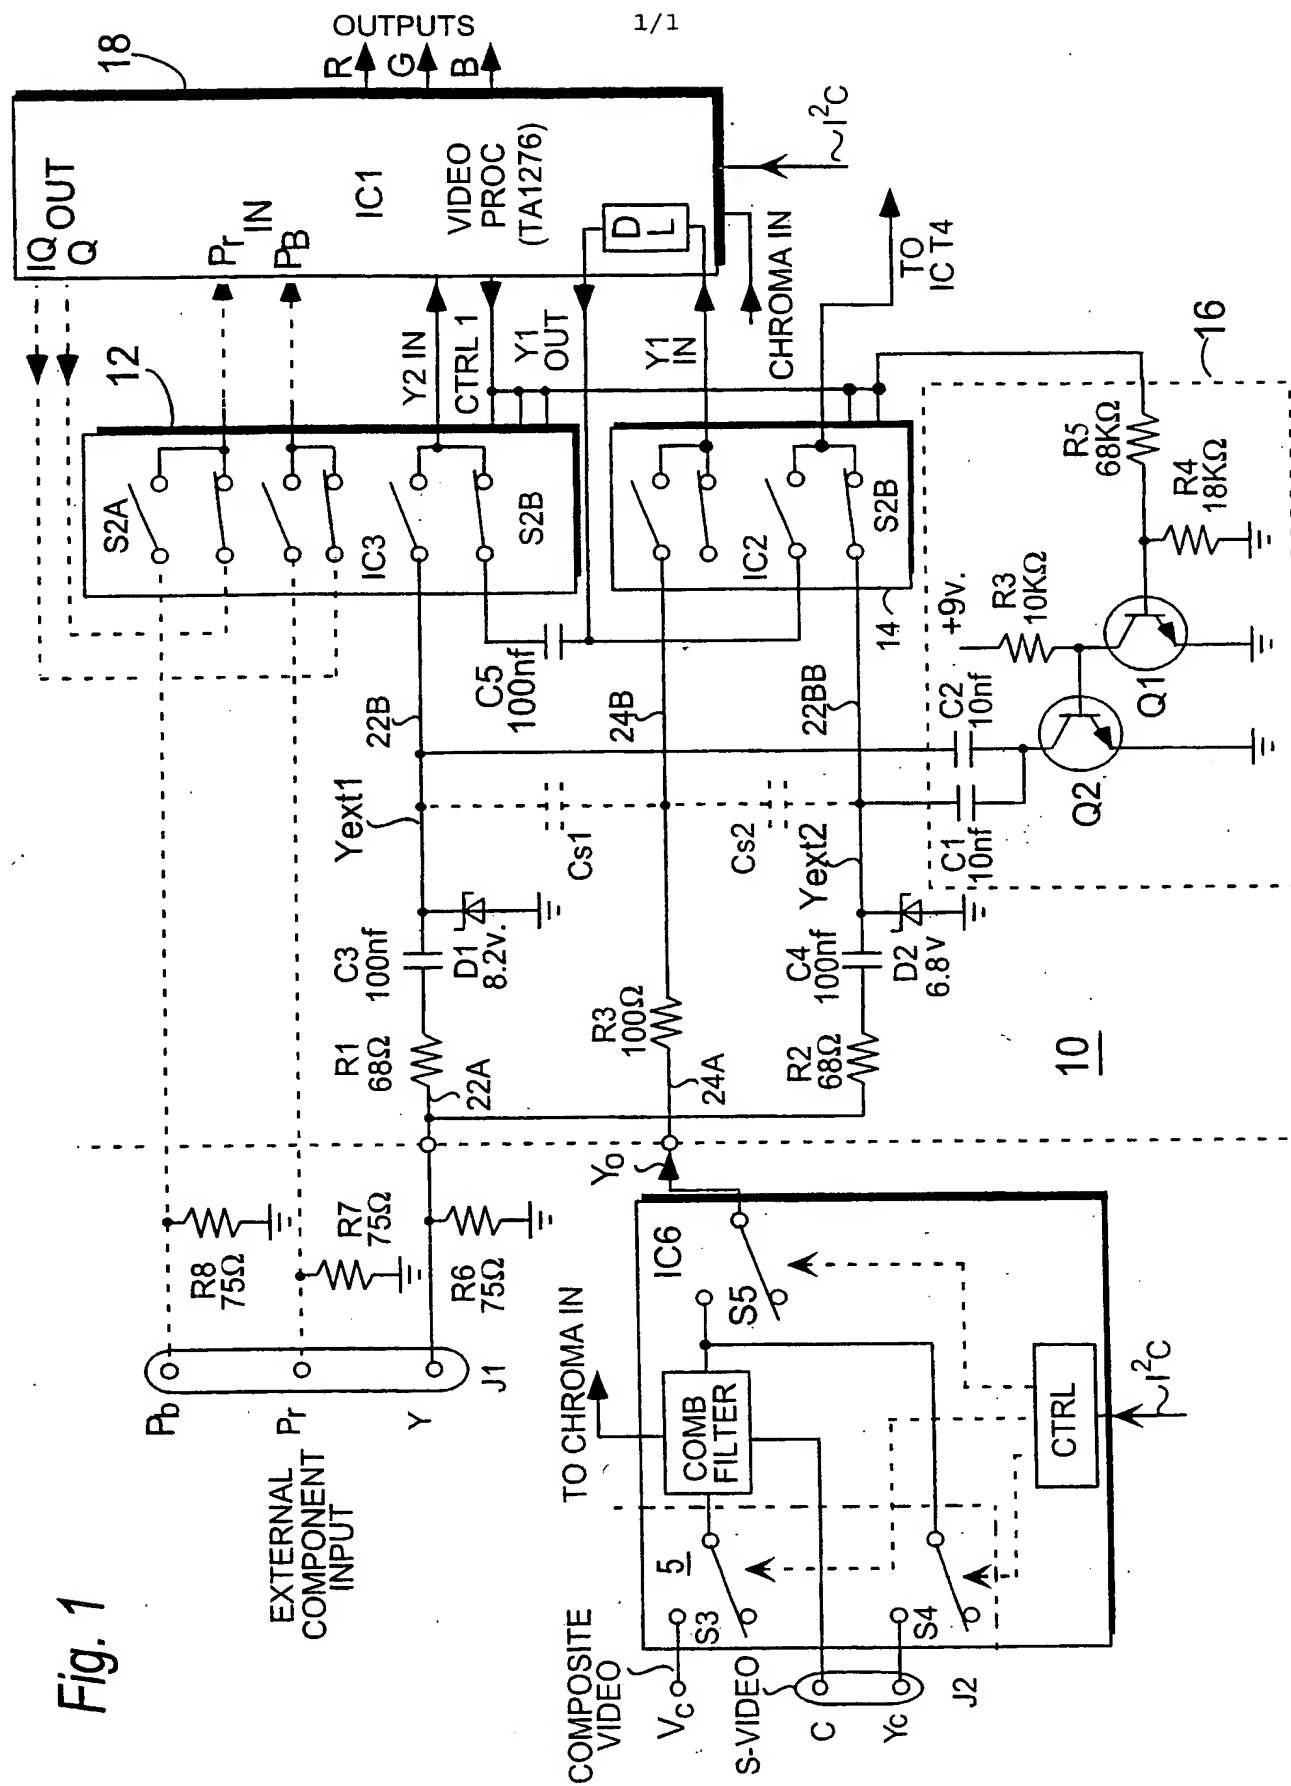 1/1
Fig. 1
EXTERNAL
COMPONENT
INPUT
Pb
Pr
Y
J1
R8
75Ω
R7
75Ω
R6
75Ω
COMPOSITE
VIDEO
Vc
S-VIDEO
C
Yc
J2
TO CHROMA IN
5
S3
S4
COMB
FILTER
IC6
S5
CTRL
I²C
Yo
22A
R1
68Ω
C3
100nf
D1
8.2v.
Yext1
22B
24A
R3
100Ω
24B
R2
68Ω
C4
100nf
D2
6.8v
Yext2
22BB
Cs1
Cs2
C5
100nf
10
12
S2A
IC3
S2B
14
IC2
S2B
C1
10nf
C2
10nf
Q2
Q1
+9v.
R3
10KΩ
R4
18KΩ
R5
68KΩ
16
IQ
Q
OUT
Pr
IN
PB
IC1
VIDEO
PROC
(TA1276)
D
L
18
Y2 IN
CTRL 1
Y1
OUT
Y1
IN
CHROMA IN
TO
IC T4
I²C
OUTPUTS
R
G
B